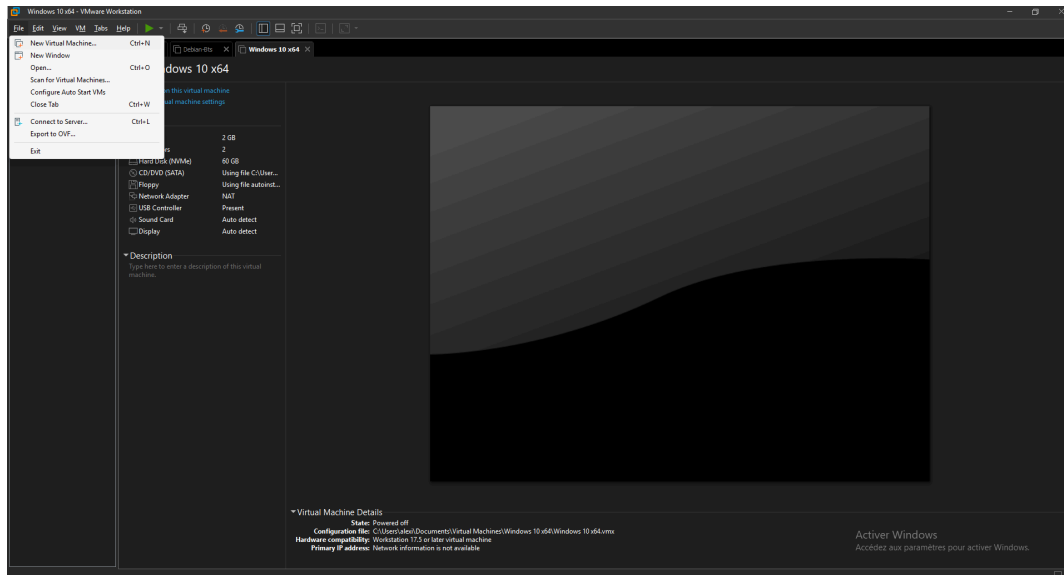 Windows 10 x64 - VMware Workstation
File Edit View VM Tabs Help
New Virtual Machine... Ctrl+N
New Window
Open... Ctrl+O
Scan for Virtual Machines...
Configure Auto Start VMs
Close Tab Ctrl+W
Connect to Server... Ctrl+L
Export to OVF...
Exit
Debian-Bts
Windows 10 x64
dows 10 x64
n this virtual machine
ual machine settings
2 GB
rs 2
Hard Disk (NVMe) 60 GB
CD/DVD (SATA) Using file C:\User...
Floppy Using file autoinst...
Network Adapter NAT
USB Controller Present
Sound Card Auto detect
Display Auto detect
Description
Type here to enter a description of this virtual
machine.
Virtual Machine Details
State: Powered off
Configuration file: C:\Users\alexi\Documents\Virtual Machines\Windows 10 x64\Windows 10 x64.vmx
Hardware compatibility: Workstation 17.5 or later virtual machine
Primary IP address: Network information is not available
Activer Windows
Accédez aux paramètres pour activer Windows.